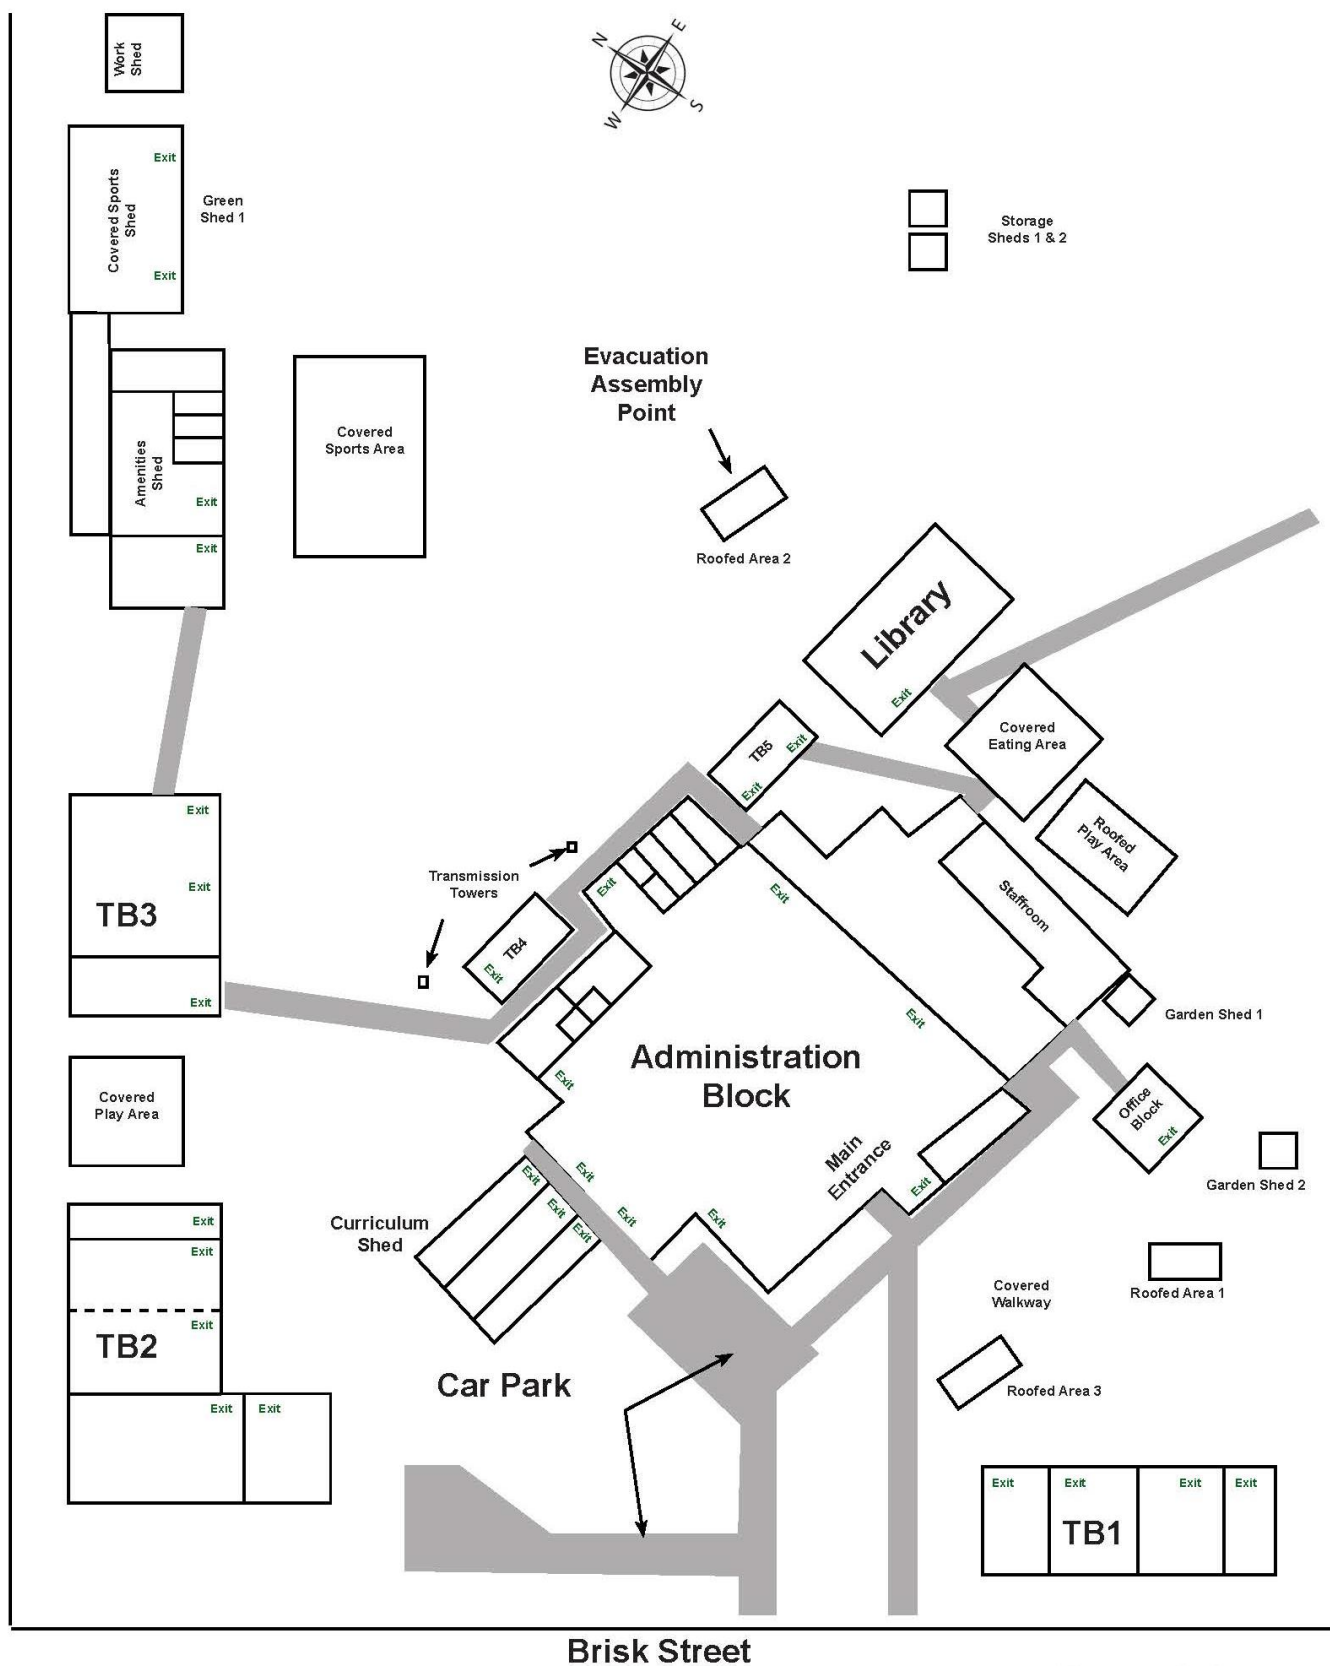 Work
Shed
N
E
W
S
Exit
Covered Sports
Shed
Exit
Green
Shed 1
Storage
Sheds 1 & 2
Evacuation
Assembly
Point
Covered
Sports Area
Amenities
Shed
Exit
Exit
Roofed Area 2
Library
Exit
Covered
Eating Area
TB5
Exit
Exit
Roofed
Play Area
Exit
Exit
TB3
Exit
Transmission
Towers
TB4
Exit
Exit
Exit
Staffroom
Exit
Garden Shed 1
Administration
Block
Exit
Covered
Play Area
Office
Block
Exit
Garden Shed 2
Main
Entrance
Exit
Exit
Exit
Exit
Exit
Exit
Exit
Curriculum
Shed
Exit
Exit
Exit
TB2
Exit
Exit
Covered
Walkway
Roofed Area 1
Roofed Area 3
Car Park
Exit
Exit
Exit
Exit
TB1
Brisk Street